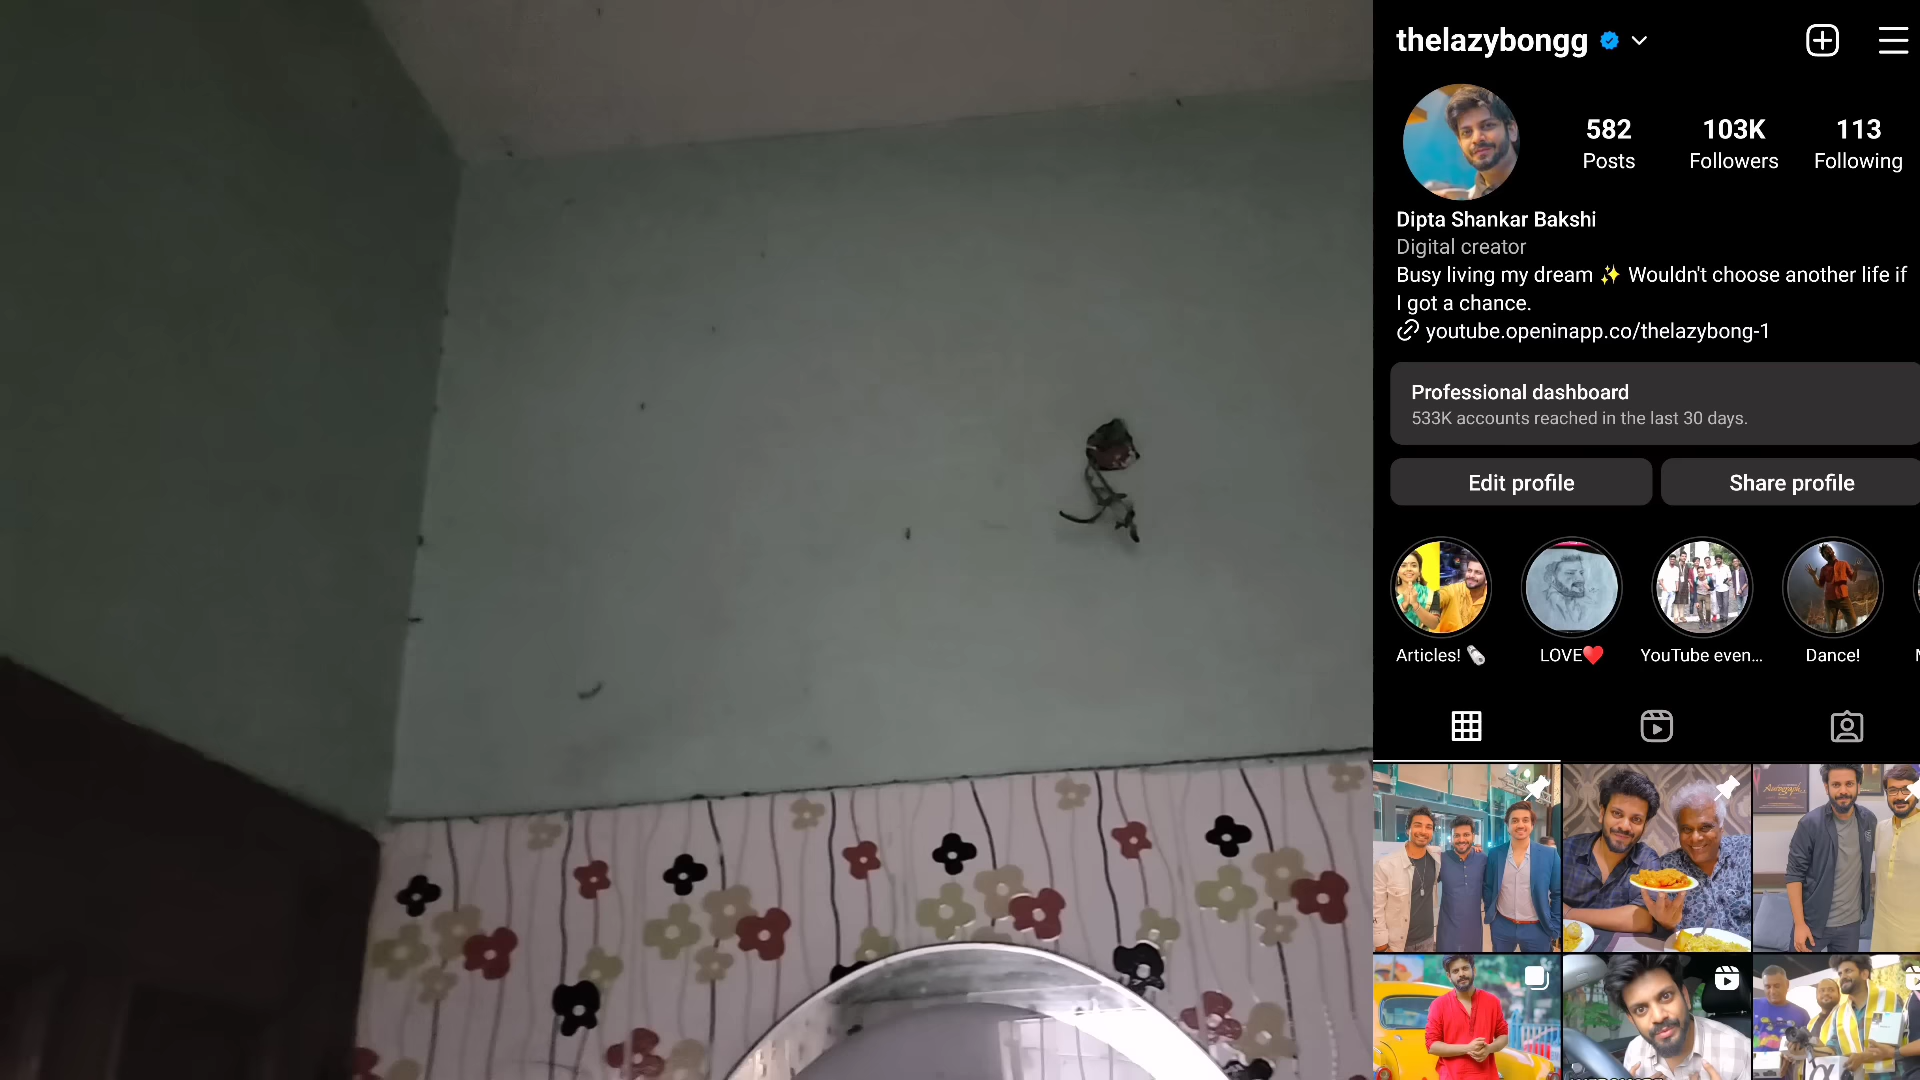 thelazybongg
582
Posts
103K
Followers
113
Following
Dipta Shankar Bakshi
Digital creator
Busy living my dream ✨ Wouldn't choose another life if
I got a chance.
youtube.openinapp.co/thelazybong-1
Professional dashboard
533K accounts reached in the last 30 days.
Edit profile
Share profile
Articles! 🗞️
LOVE❤️
YouTube even...
Dance!
Autograph